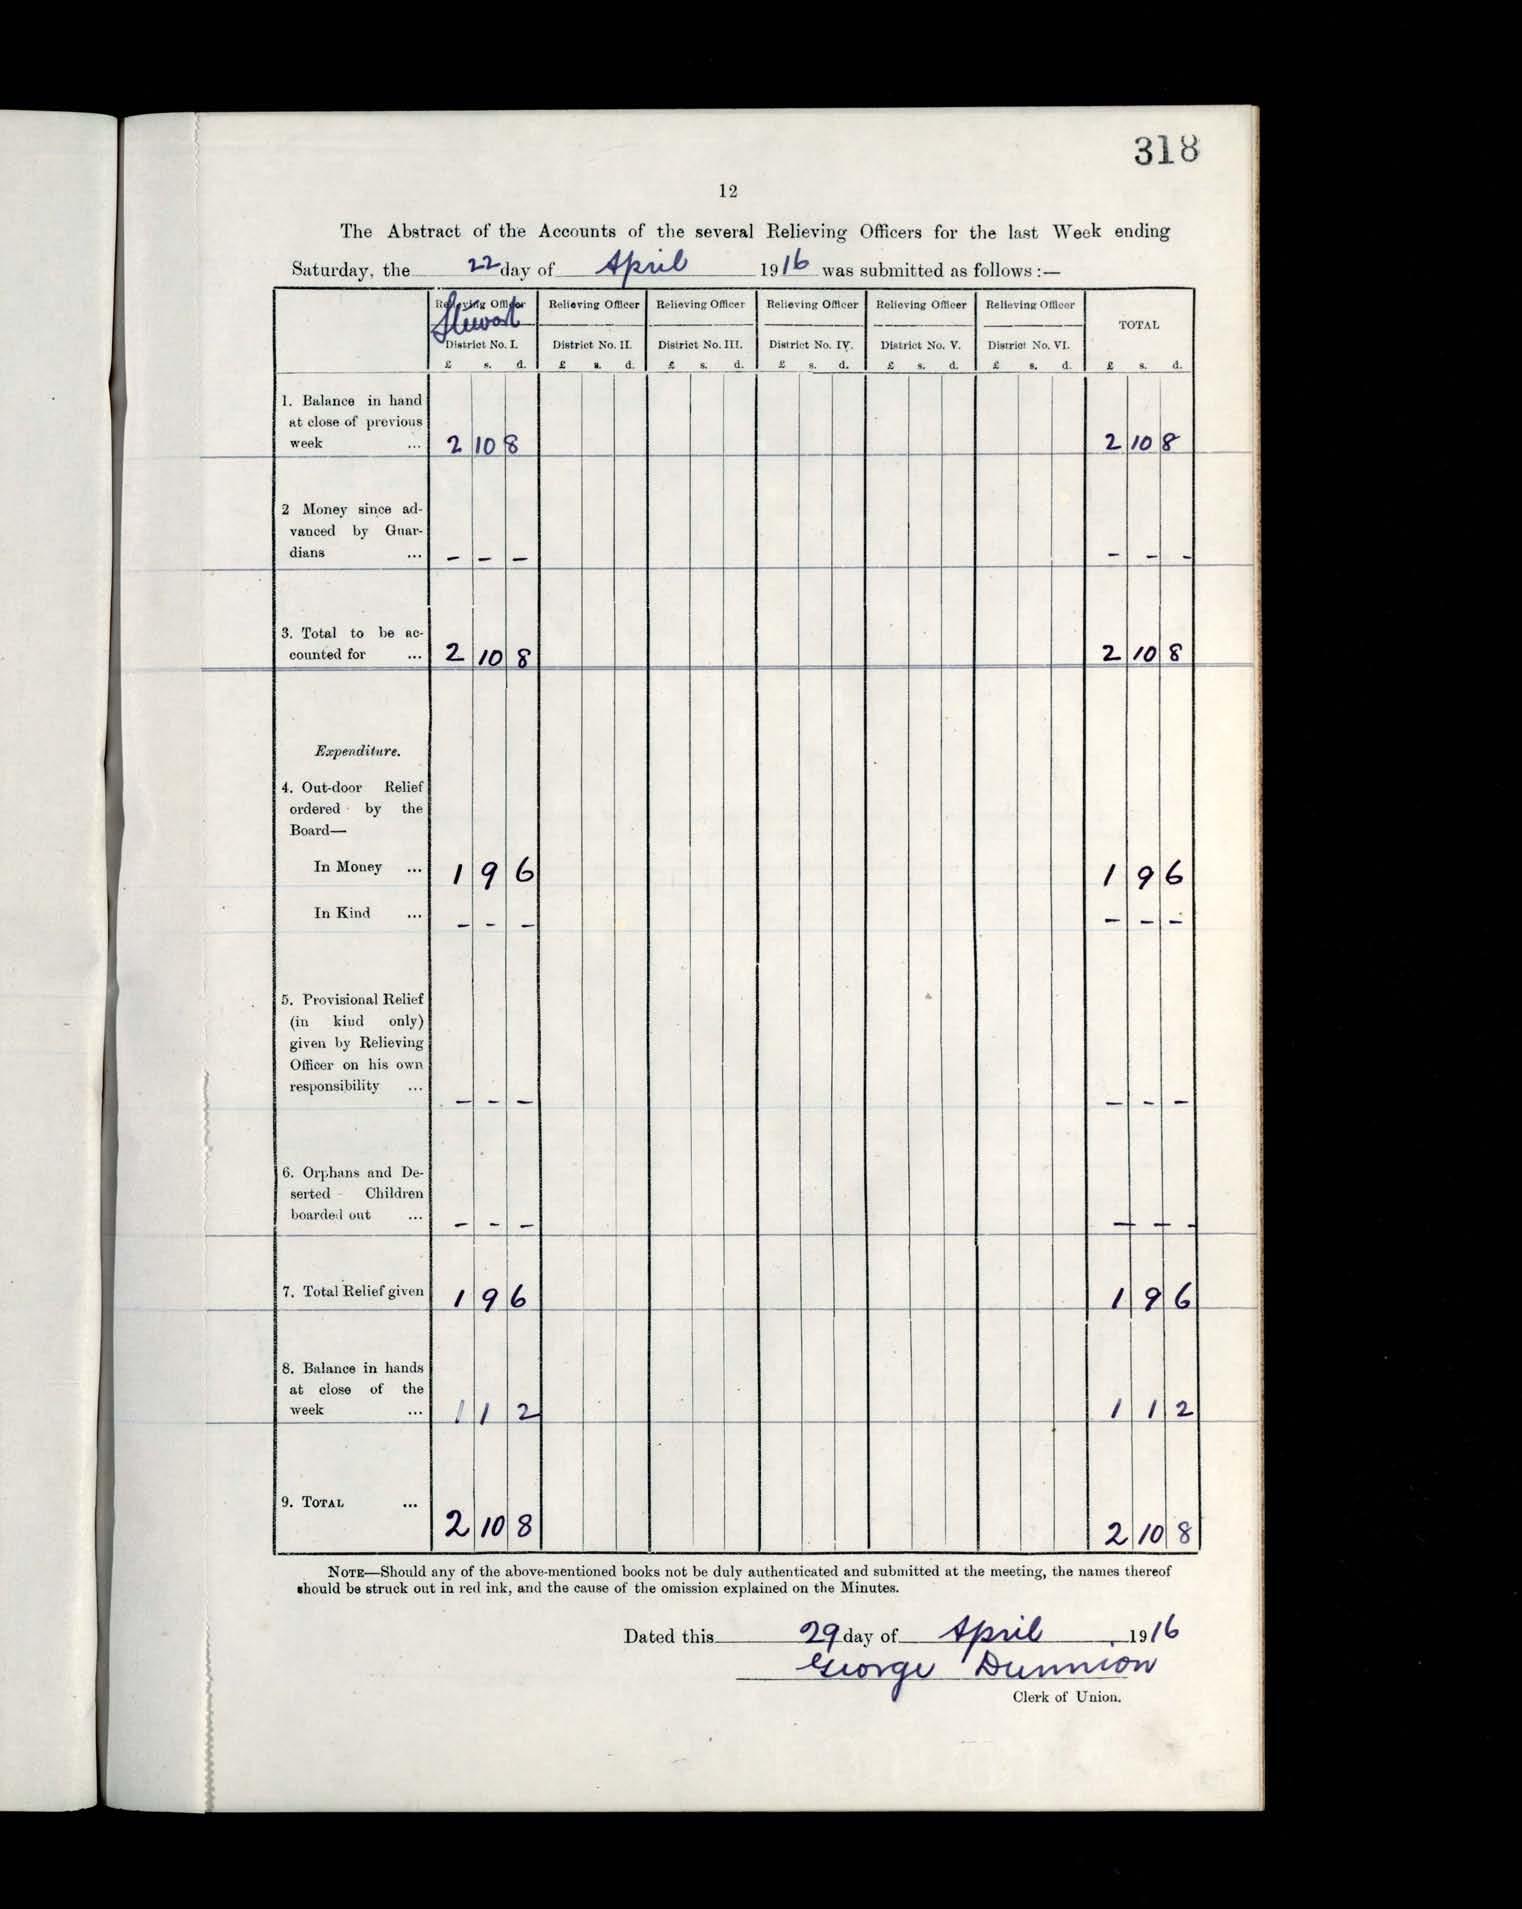 318
12
The Abstract of the Accounts of the several Relieving Officers for the last Week ending
Saturday, the 22 day of April 1916 was submitted as follows :—
Relieving Officer Relieving Officer Relieving Officer Relieving Officer Relieving Officer Relieving Officer
Stewart
TOTAL
District No. I. District No. II. District No. III. District No. IV. District No. V. District No. VI.
£ s. d. £ s. d. £ s. d. £ s. d. £ s. d. £ s. d. £ s. d.
1. Balance in hand
at close of previous
week ... 2 10 8 2 10 8
2 Money since ad-
vanced by Guar-
dians ... – – – – – –
3. Total to be ac-
counted for ... 2 10 8 2 10 8
Expenditure.
4. Out-door Relief
ordered by the
Board—
In Money ... 1 9 6 1 9 6
In Kind ... – – – – – –
5. Provisional Relief
(in kind only)
given by Relieving
Officer on his own
responsibility ... – – – – – –
6. Orphans and De-
serted Children
boarded out ... – – – – – –
7. Total Relief given 1 9 6 1 9 6
8. Balance in hands
at close of the
week ... 1 1 2 1 1 2
9. TOTAL ... 2 10 8 2 10 8
NOTE—Should any of the above-mentioned books not be duly authenticated and submitted at the meeting, the names thereof
should be struck out in red ink, and the cause of the omission explained on the Minutes.
Dated this 29 day of April 1916
George Dunnion
Clerk of Union.